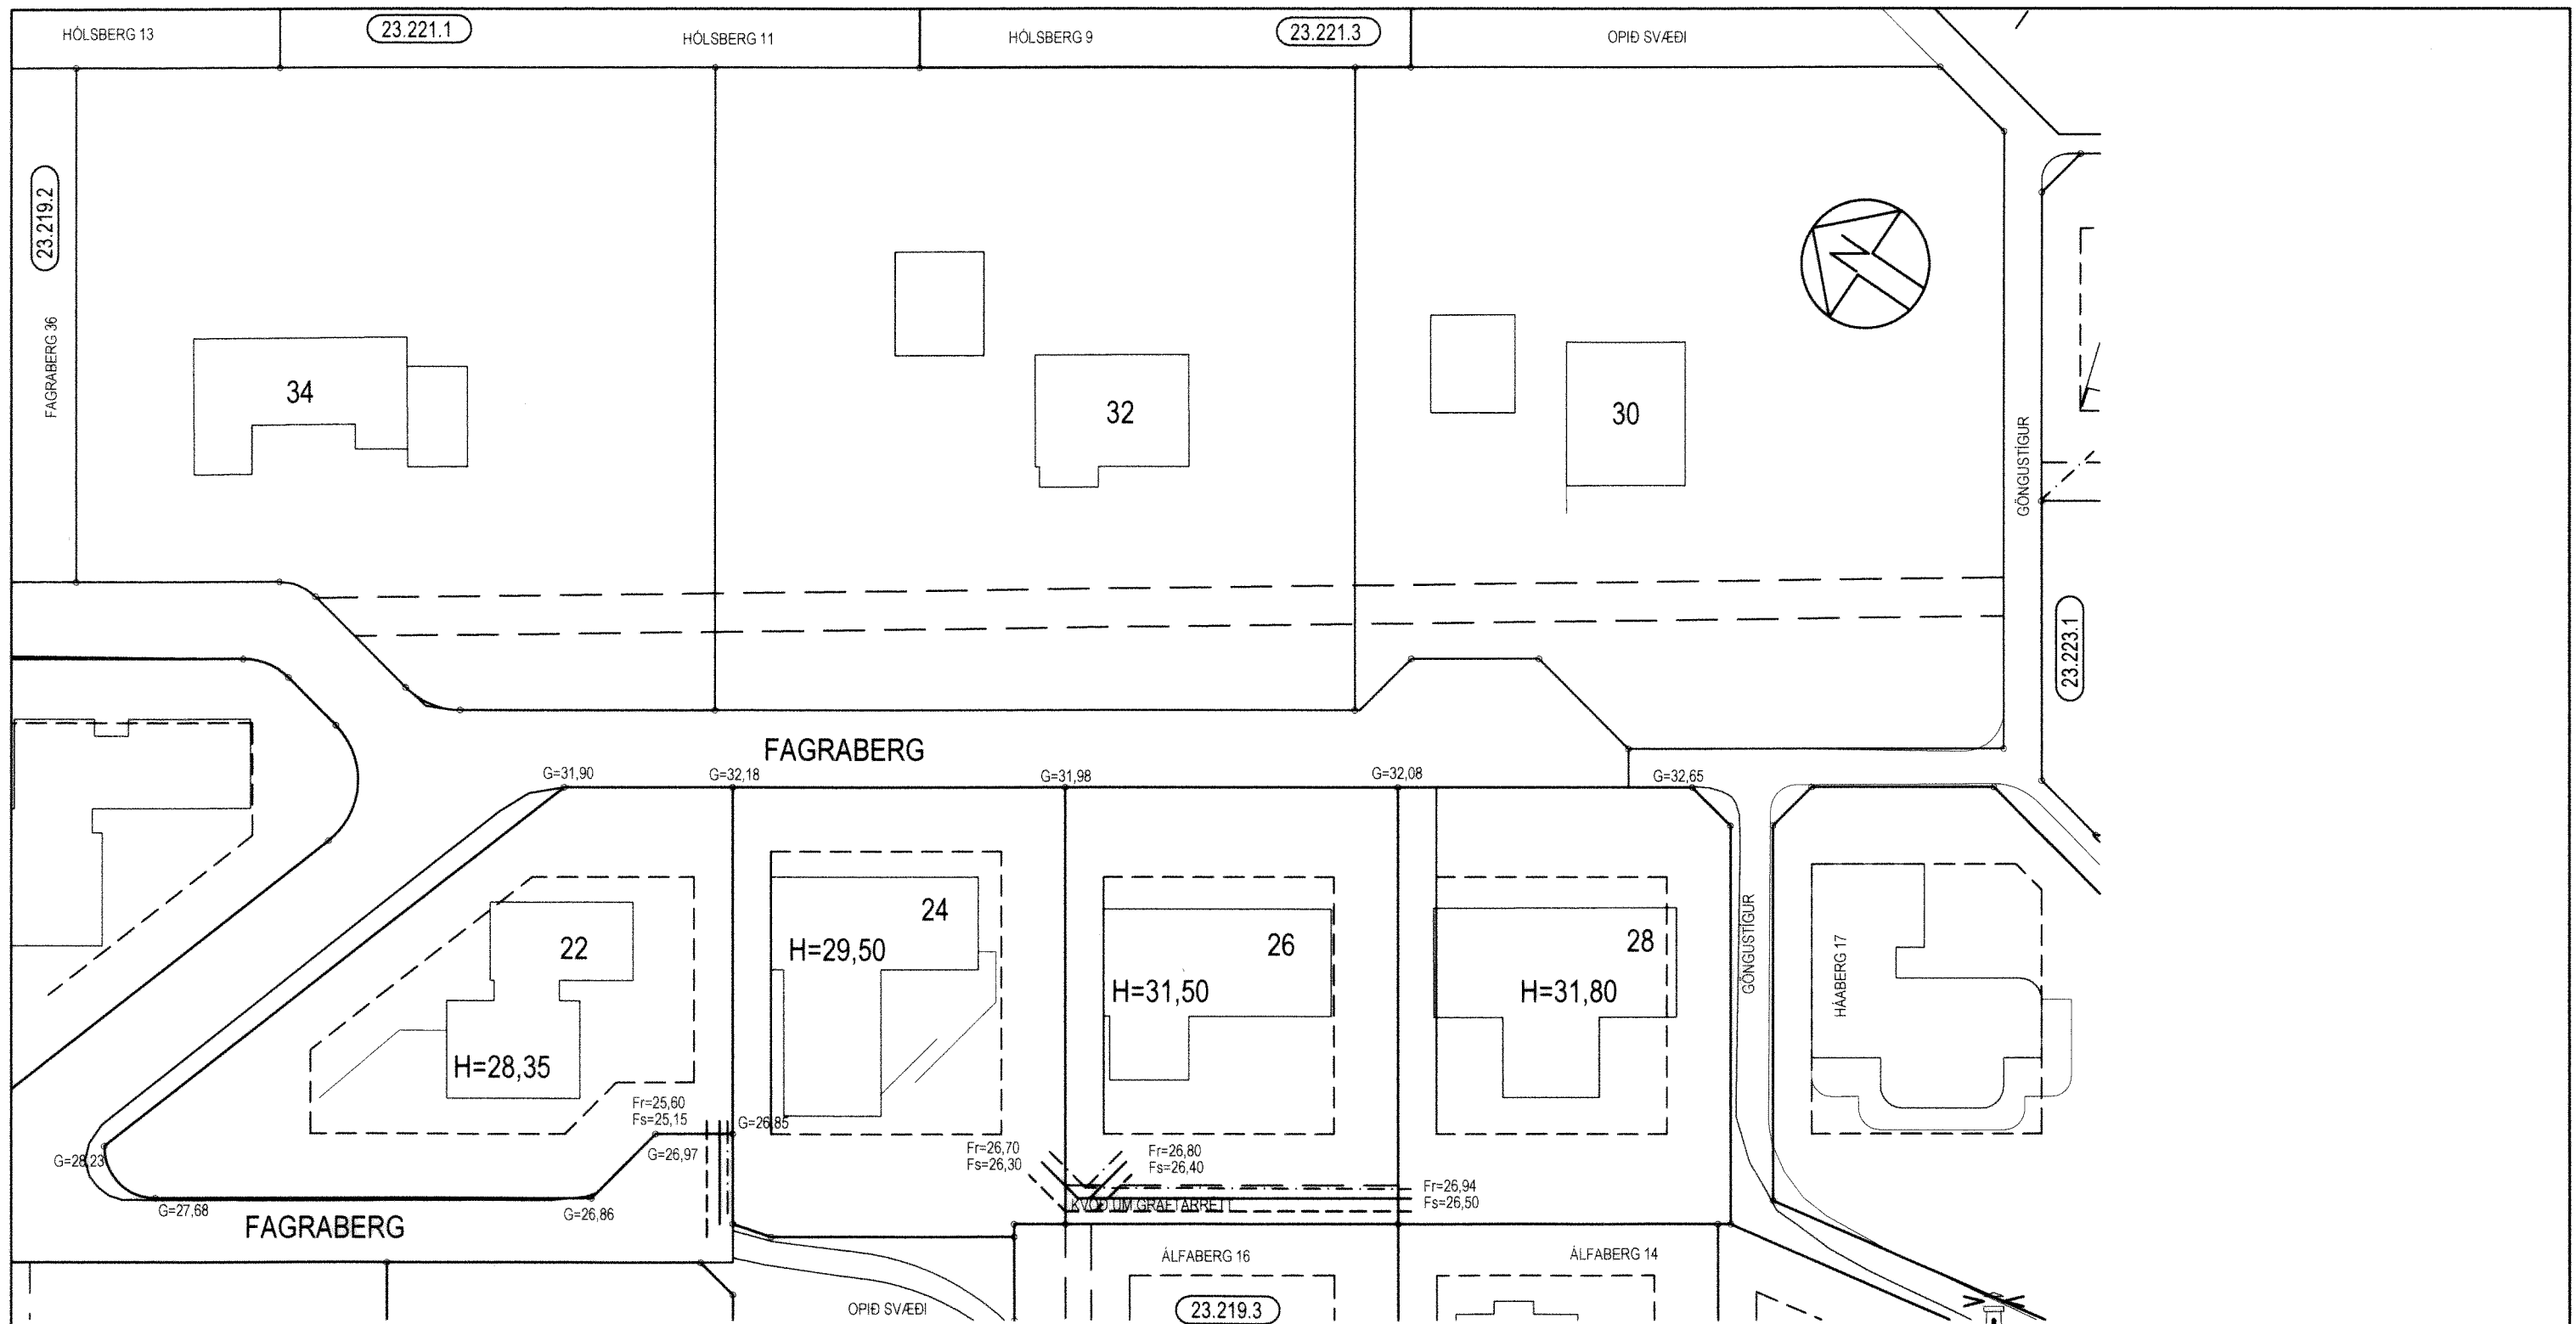 HÓLSBERG 13
23.221.1
HÓLSBERG 11
HÓLSBERG 9
23.221.3
OPIÐ SVÆÐI
23.219.2
FAGRABERG 36
34
32
30
N
GÖNGUSTÍGUR
23.223.1
FAGRABERG
G=31,90
G=32,18
G=31,98
G=32,08
G=32,65
22
H=28,35
24
H=29,50
26
H=31,50
28
H=31,80
GÖNGUSTÍGUR
HÁABERG 17
Fr=25,60
Fs=25,15
G=26,85
G=26,97
G=28,23
G=27,68
G=26,86
Fr=26,70
Fs=26,30
Fr=26,80
Fs=26,40
Fr=26,94
Fs=26,50
KVÖÐ UM GRAFTARRÉTT
FAGRABERG
ÁLFABERG 16
ÁLFABERG 14
OPIÐ SVÆÐI
23.219.3